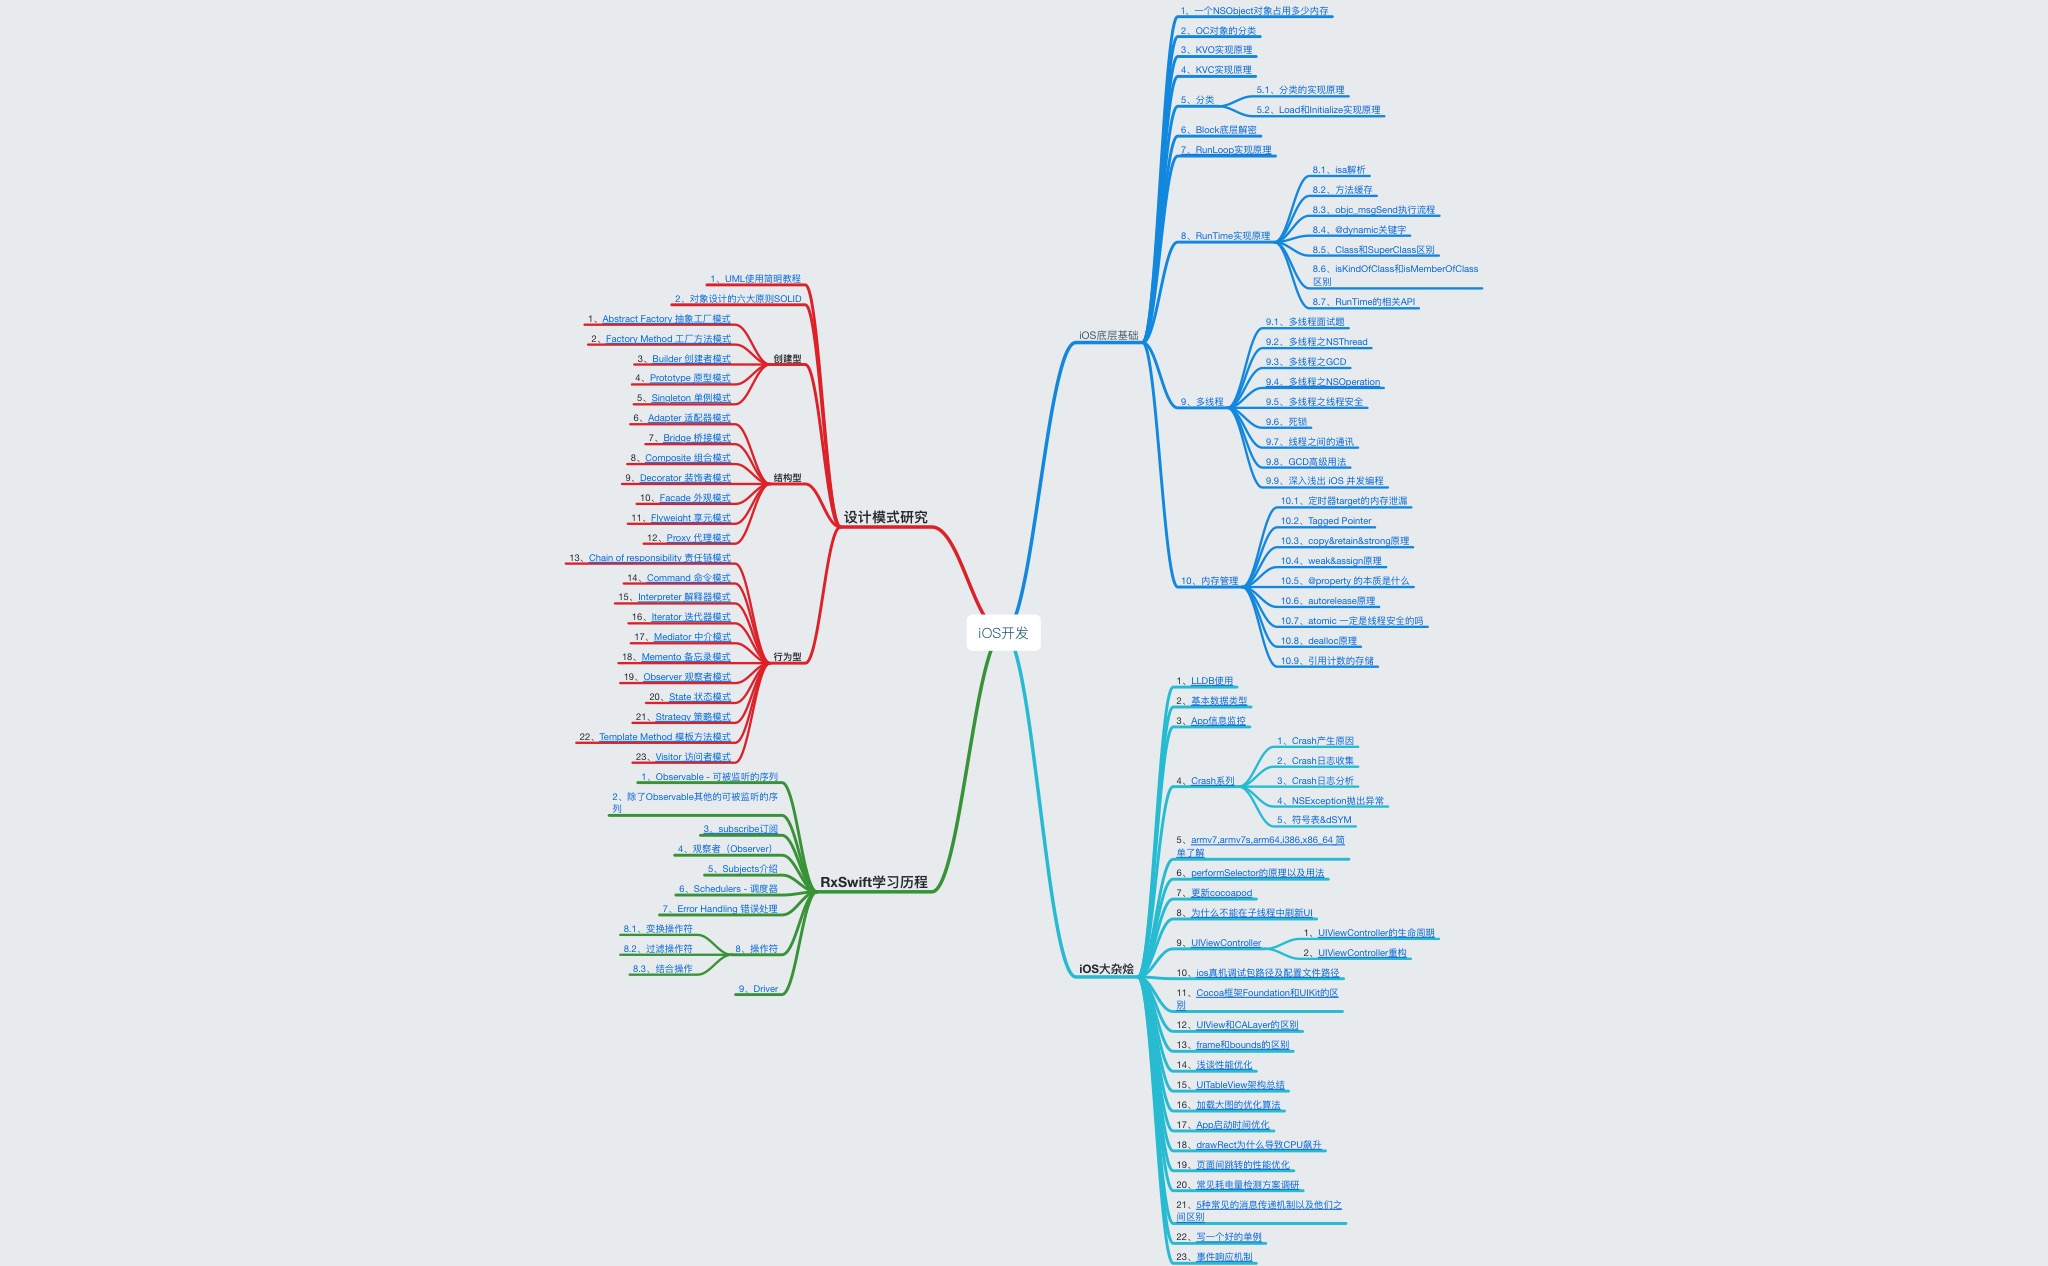 iOS开发
iOS底层基础
1、一个NSObject对象占用多少内存
2、OC对象的分类
3、KVO实现原理
4、KVC实现原理
5、分类
5.1、分类的实现原理
5.2、Load和Initialize实现原理
6、Block底层解密
7、RunLoop实现原理
8、RunTime实现原理
8.1、isa解析
8.2、方法缓存
8.3、objc_msgSend执行流程
8.4、@dynamic关键字
8.5、Class和SuperClass区别
8.6、isKindOfClass和isMemberOfClass
区别
8.7、RunTime的相关API
9、多线程
9.1、多线程面试题
9.2、多线程之NSThread
9.3、多线程之GCD
9.4、多线程之NSOperation
9.5、多线程之线程安全
9.6、死锁
9.7、线程之间的通讯
9.8、GCD高级用法
9.9、深入浅出 iOS 并发编程
10、内存管理
10.1、定时器target的内存泄漏
10.2、Tagged Pointer
10.3、copy&retain&strong原理
10.4、weak&assign原理
10.5、@property 的本质是什么
10.6、autorelease原理
10.7、atomic 一定是线程安全的吗
10.8、dealloc原理
10.9、引用计数的存储
iOS大杂烩
1、LLDB使用
2、基本数据类型
3、App信息监控
4、Crash系列
1、Crash产生原因
2、Crash日志收集
3、Crash日志分析
4、NSException抛出异常
5、符号表&dSYM
5、armv7,armv7s,arm64,i386,x86_64 简
单了解
6、performSelector的原理以及用法
7、更新cocoapod
8、为什么不能在子线程中刷新UI
9、UIViewController
1、UIViewController的生命周期
2、UIViewController重构
10、ios真机调试包路径及配置文件路径
11、Cocoa框架Foundation和UIKit的区
别
12、UIView和CALayer的区别
13、frame和bounds的区别
14、浅谈性能优化
15、UITableView架构总结
16、加载大图的优化算法
17、App启动时间优化
18、drawRect为什么导致CPU飙升
19、页面间跳转的性能优化
20、常见耗电量检测方案调研
21、5种常见的消息传递机制以及他们之
间区别
22、写一个好的单例
23、事件响应机制
设计模式研究
1、UML使用简明教程
2、对象设计的六大原则SOLID
创建型
1、Abstract Factory 抽象工厂模式
2、Factory Method 工厂方法模式
3、Builder 创建者模式
4、Prototype 原型模式
5、Singleton 单例模式
结构型
6、Adapter 适配器模式
7、Bridge 桥接模式
8、Composite 组合模式
9、Decorator 装饰者模式
10、Facade 外观模式
11、Flyweight 享元模式
12、Proxy 代理模式
行为型
13、Chain of responsibility 责任链模式
14、Command 命令模式
15、Interpreter 解释器模式
16、Iterator 迭代器模式
17、Mediator 中介模式
18、Memento 备忘录模式
19、Observer 观察者模式
20、State 状态模式
21、Strategy 策略模式
22、Template Method 模板方法模式
23、Visitor 访问者模式
RxSwift学习历程
1、Observable - 可被监听的序列
2、除了Observable其他的可被监听的序
列
3、subscribe订阅
4、观察者（Observer）
5、Subjects介绍
6、Schedulers - 调度器
7、Error Handling 错误处理
8、操作符
8.1、变换操作符
8.2、过滤操作符
8.3、结合操作
9、Driver